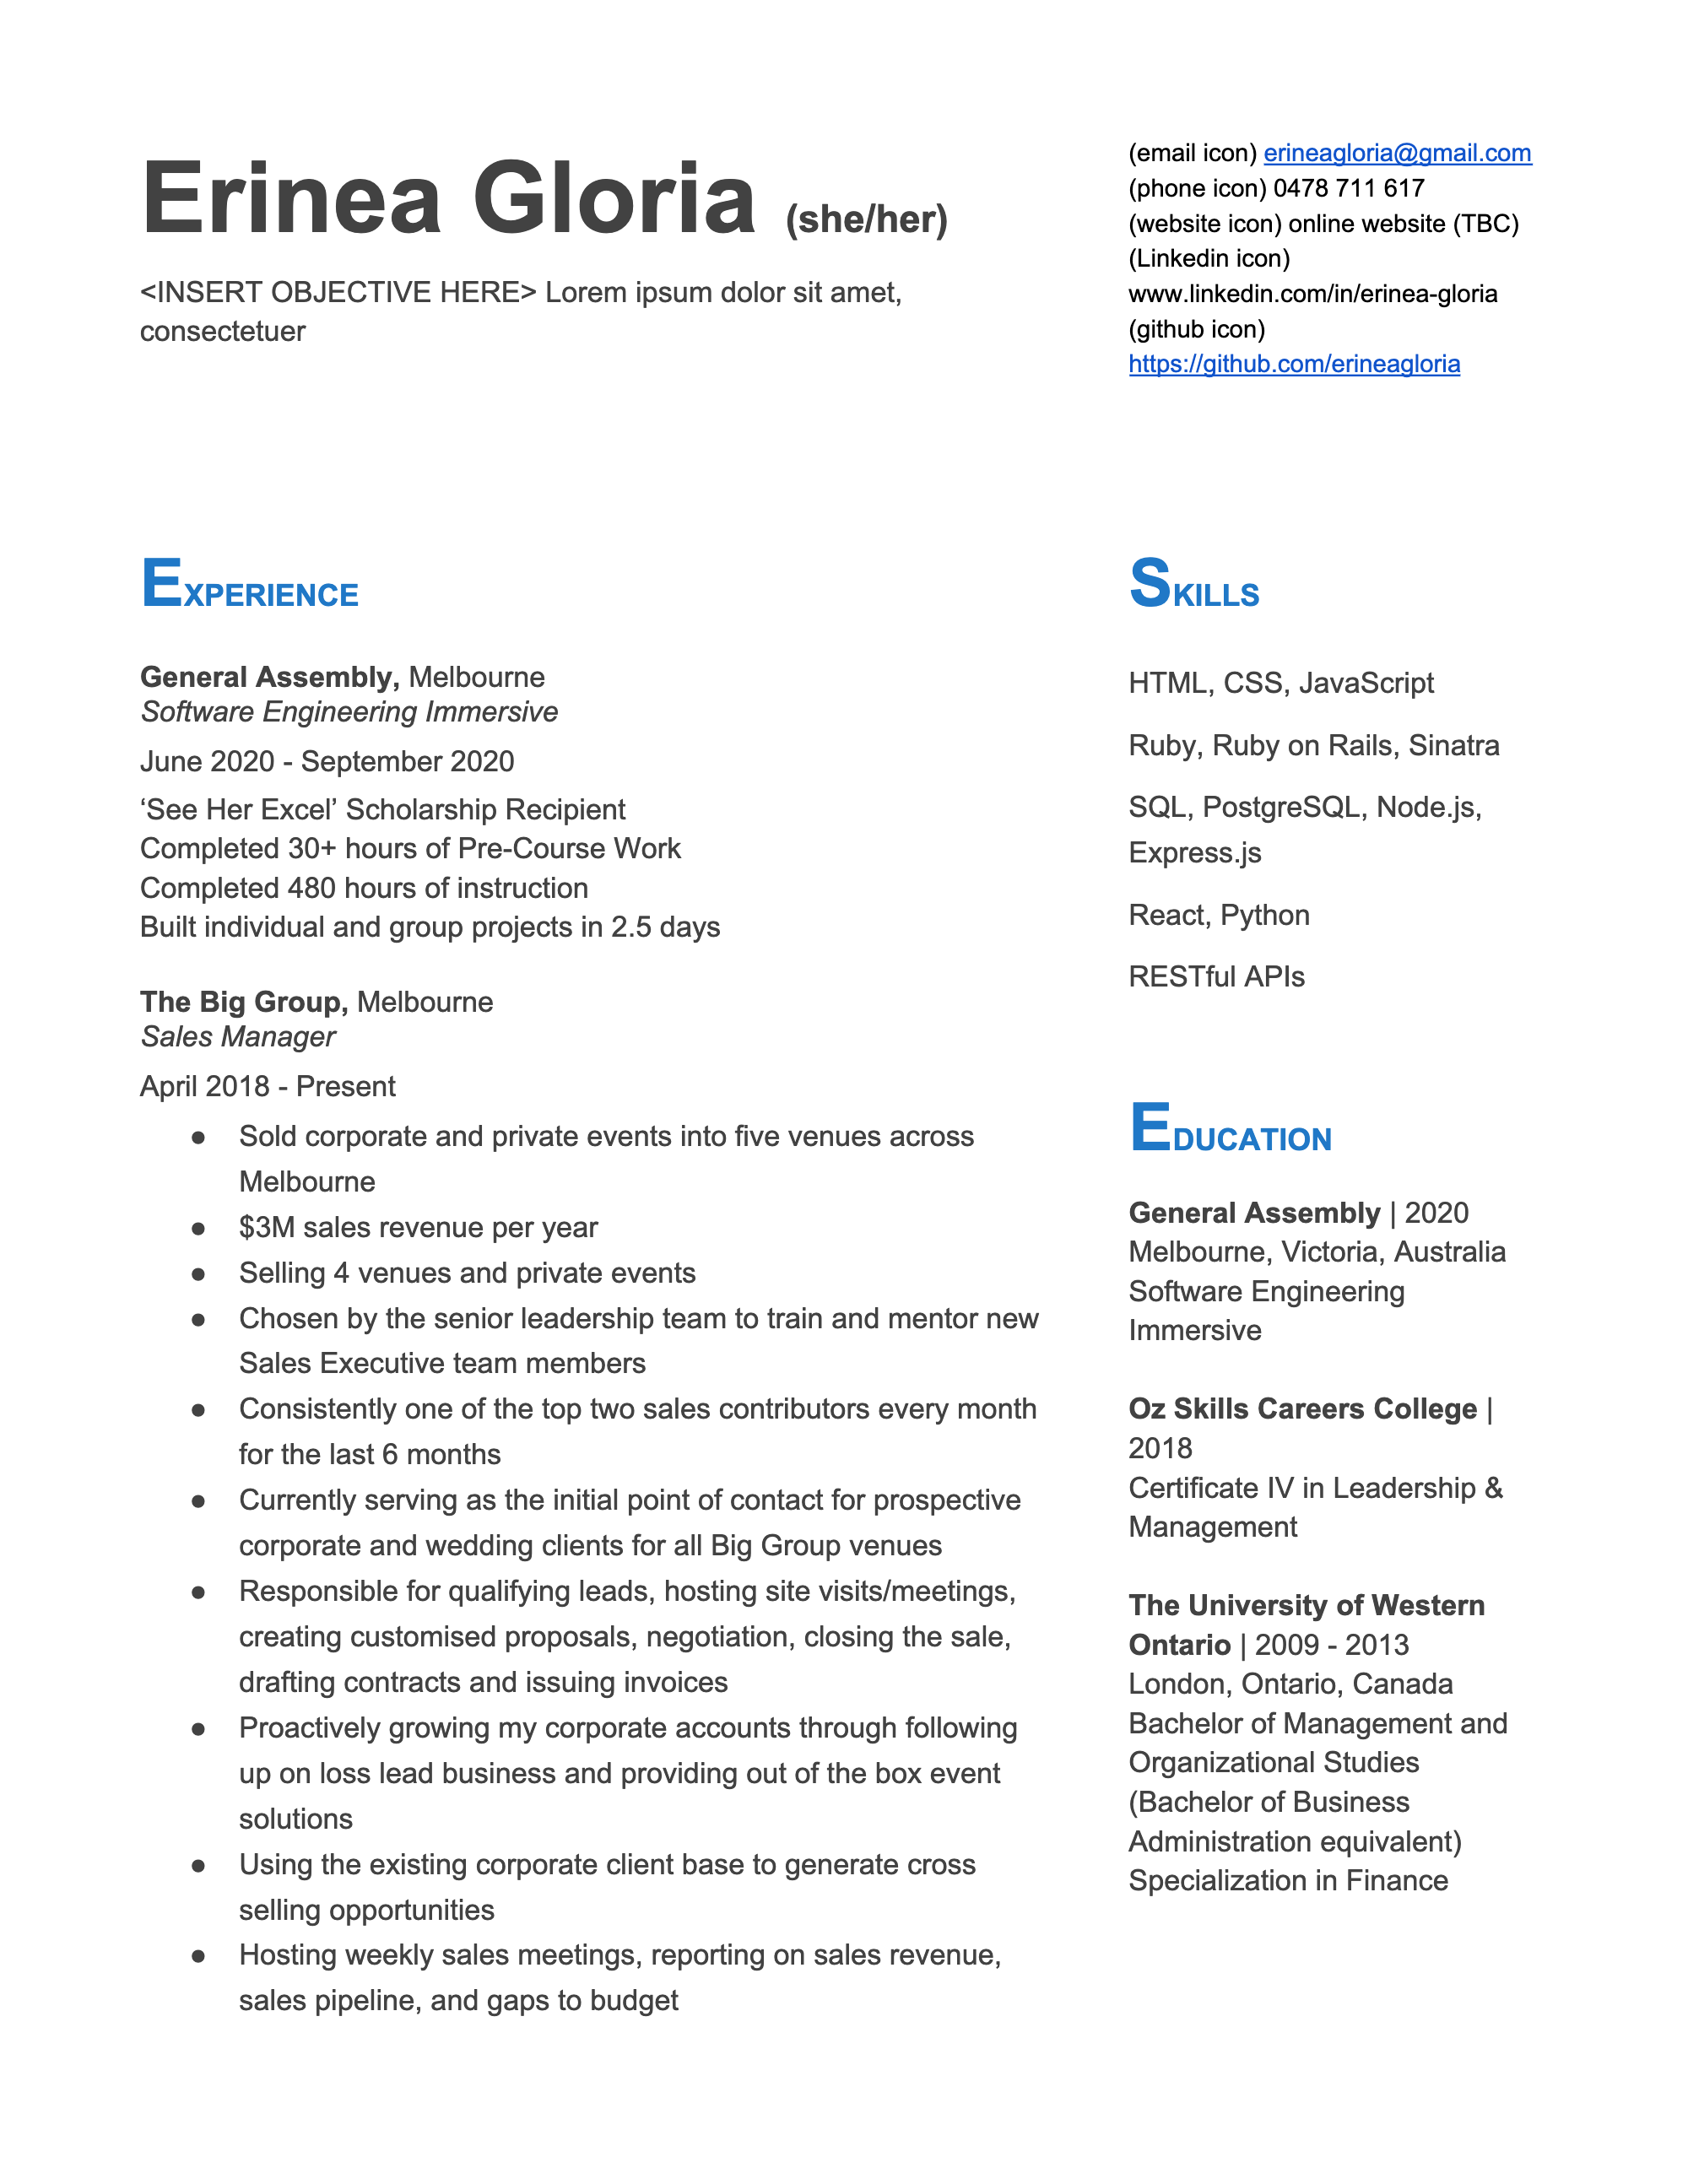 Erinea Gloria (she/her)
<INSERT OBJECTIVE HERE> Lorem ipsum dolor sit amet,
consectetuer
(email icon) erineagloria@gmail.com
(phone icon) 0478 711 617
(website icon) online website (TBC)
(Linkedin icon)
www.linkedin.com/in/erinea-gloria
(github icon)
https://github.com/erineagloria
EXPERIENCE
General Assembly, Melbourne
Software Engineering Immersive
June 2020 - September 2020
‘See Her Excel’ Scholarship Recipient
Completed 30+ hours of Pre-Course Work
Completed 480 hours of instruction
Built individual and group projects in 2.5 days
The Big Group, Melbourne
Sales Manager
April 2018 - Present
● Sold corporate and private events into five venues across
Melbourne
● $3M sales revenue per year
● Selling 4 venues and private events
● Chosen by the senior leadership team to train and mentor new
Sales Executive team members
● Consistently one of the top two sales contributors every month
for the last 6 months
● Currently serving as the initial point of contact for prospective
corporate and wedding clients for all Big Group venues
● Responsible for qualifying leads, hosting site visits/meetings,
creating customised proposals, negotiation, closing the sale,
drafting contracts and issuing invoices
● Proactively growing my corporate accounts through following
up on loss lead business and providing out of the box event
solutions
● Using the existing corporate client base to generate cross
selling opportunities
● Hosting weekly sales meetings, reporting on sales revenue,
sales pipeline, and gaps to budget
SKILLS
HTML, CSS, JavaScript
Ruby, Ruby on Rails, Sinatra
SQL, PostgreSQL, Node.js,
Express.js
React, Python
RESTful APIs
EDUCATION
General Assembly | 2020
Melbourne, Victoria, Australia
Software Engineering
Immersive
Oz Skills Careers College |
2018
Certificate IV in Leadership &
Management
The University of Western
Ontario | 2009 - 2013
London, Ontario, Canada
Bachelor of Management and
Organizational Studies
(Bachelor of Business
Administration equivalent)
Specialization in Finance